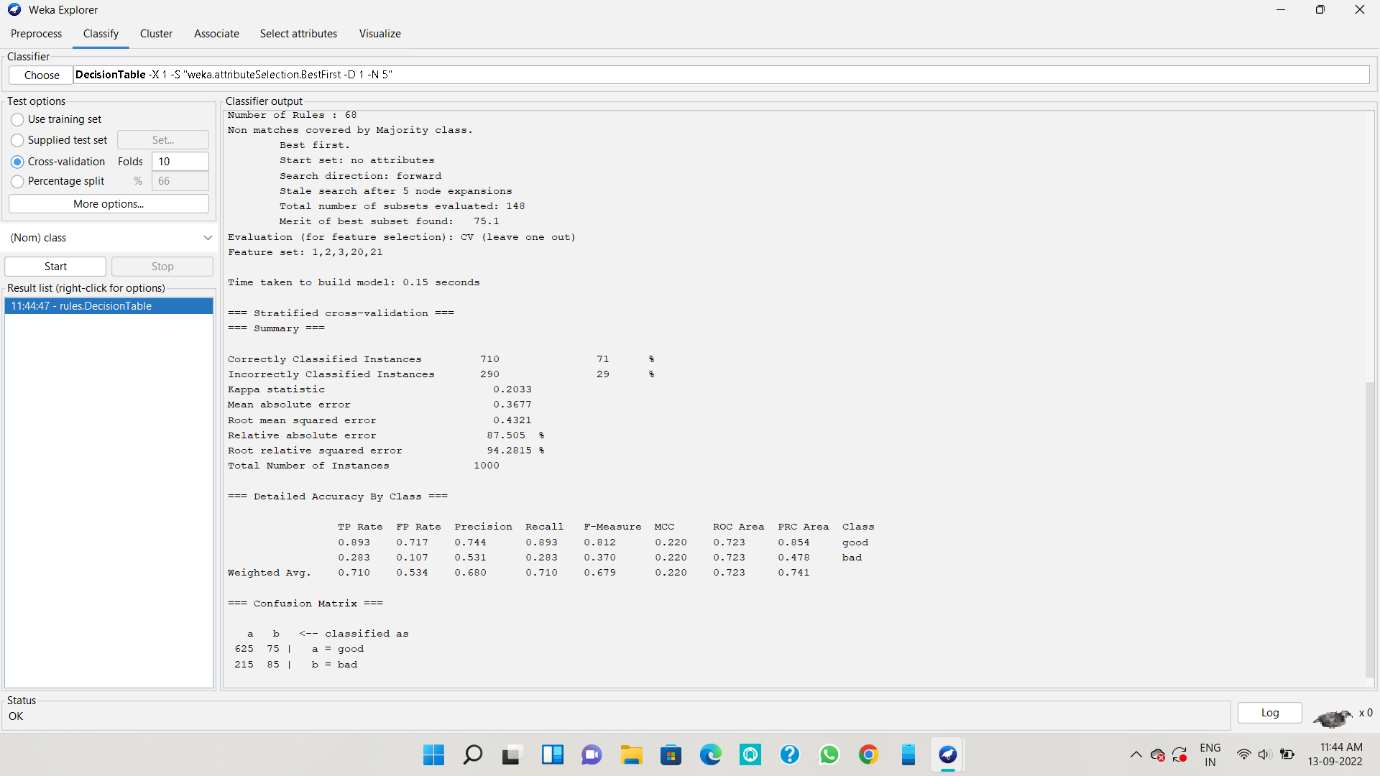 Weka Explorer
Preprocess Classify Cluster Associate Select attributes Visualize
Classifier
Choose DecisionTable -X 1 -S "weka.attributeSelection.BestFirst -D 1 -N 5"
Test options
Use training set
Supplied test set Set...
Cross-validation Folds 10
Percentage split % 66
More options...
(Nom) class
Start Stop
Result list (right-click for options)
11:44:47 - rules.DecisionTable
Classifier output
Number of Rules : 68
Non matches covered by Majority class.
Best first.
Start set: no attributes
Search direction: forward
Stale search after 5 node expansions
Total number of subsets evaluated: 148
Merit of best subset found: 75.1
Evaluation (for feature selection): CV (leave one out)
Feature set: 1,2,3,20,21
Time taken to build model: 0.15 seconds
=== Stratified cross-validation ===
=== Summary ===
Correctly Classified Instances 710 71 %
Incorrectly Classified Instances 290 29 %
Kappa statistic 0.2033
Mean absolute error 0.3677
Root mean squared error 0.4321
Relative absolute error 87.505 %
Root relative squared error 94.2815 %
Total Number of Instances 1000
=== Detailed Accuracy By Class ===
TP Rate FP Rate Precision Recall F-Measure MCC ROC Area PRC Area Class
0.893 0.717 0.744 0.893 0.812 0.220 0.723 0.854 good
0.283 0.107 0.531 0.283 0.370 0.220 0.723 0.478 bad
Weighted Avg. 0.710 0.534 0.680 0.710 0.679 0.220 0.723 0.741
=== Confusion Matrix ===
a b <-- classified as
625 75 | a = good
215 85 | b = bad
Status
OK
Log
x 0
ENG
IN
11:44 AM
13-09-2022